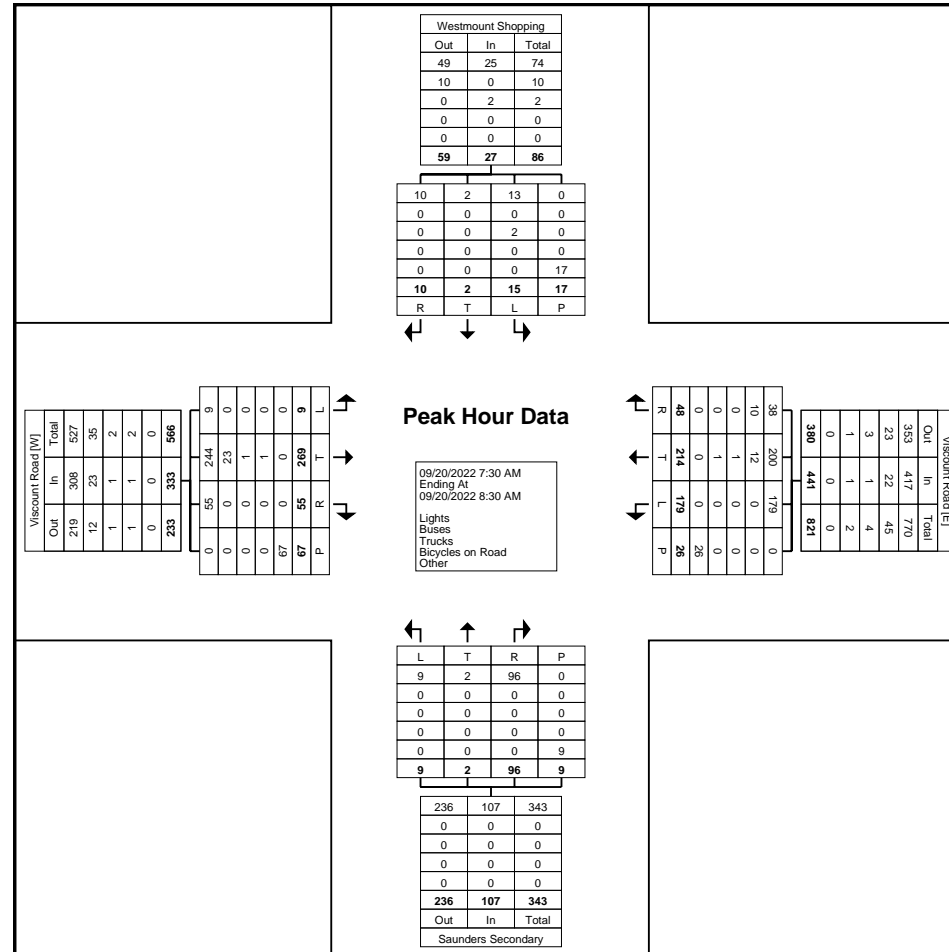 Westmount Shopping
Out In Total
49 25 74
10 0 10
0 2 2
0 0 0
0 0 0
59 27 86
10 2 13 0
0 0 0 0
0 0 2 0
0 0 0 0
0 0 0 17
10 2 15 17
R T L P
Viscount Road [W]
Total 527 35 2 2 0 566
In 308 23 1 1 0 333
Out 219 12 1 1 0 233
9 0 0 0 0 9 L
244 23 1 1 0 269 T
55 0 0 0 0 55 R
0 0 0 0 67 67 P
Peak Hour Data
09/20/2022 7:30 AM
Ending At
09/20/2022 8:30 AM
Lights
Buses
Trucks
Bicycles on Road
Other
R 48 0 0 0 10 38
T 214 0 1 1 12 200
L 179 0 0 0 0 179
P 26 26 0 0 0 0
380 0 1 3 23 353 Out
441 0 1 1 22 417 In
821 0 2 4 45 770 Total
Viscount Road [E]
L T R P
9 2 96 0
0 0 0 0
0 0 0 0
0 0 0 0
0 0 0 9
9 2 96 9
236 107 343
0 0 0
0 0 0
0 0 0
0 0 0
236 107 343
Out In Total
Saunders Secondary